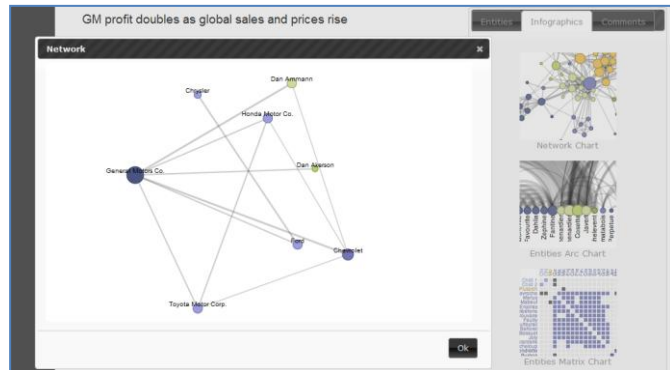 GM profit doubles as global sales and prices rise
Entities
Infographics
Comments
Network
Dan Ammann
Chrysler
Honda Motor Co.
General Motors Co.
Dan Akerson
Ford
Chevrolet
Toyota Motor Corp.
Ok
Network Chart
Entities Arc Chart
Entities Matrix Chart